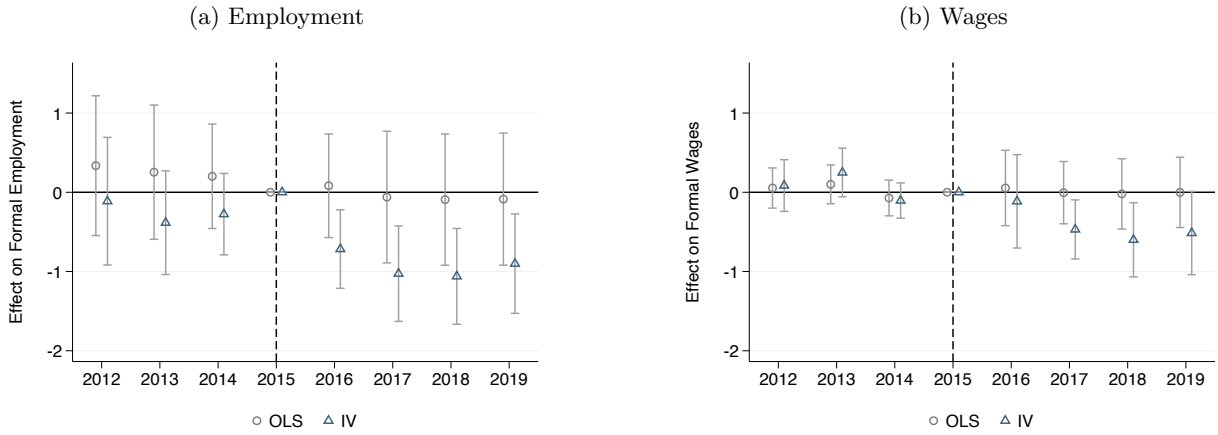 (a) Employment
Effect on Formal Employment
1
0
-1
-2
2012 2013 2014 2015 2016 2017 2018 2019
OLS IV
(b) Wages
Effect on Formal Wages
1
0
-1
-2
2012 2013 2014 2015 2016 2017 2018 2019
OLS IV